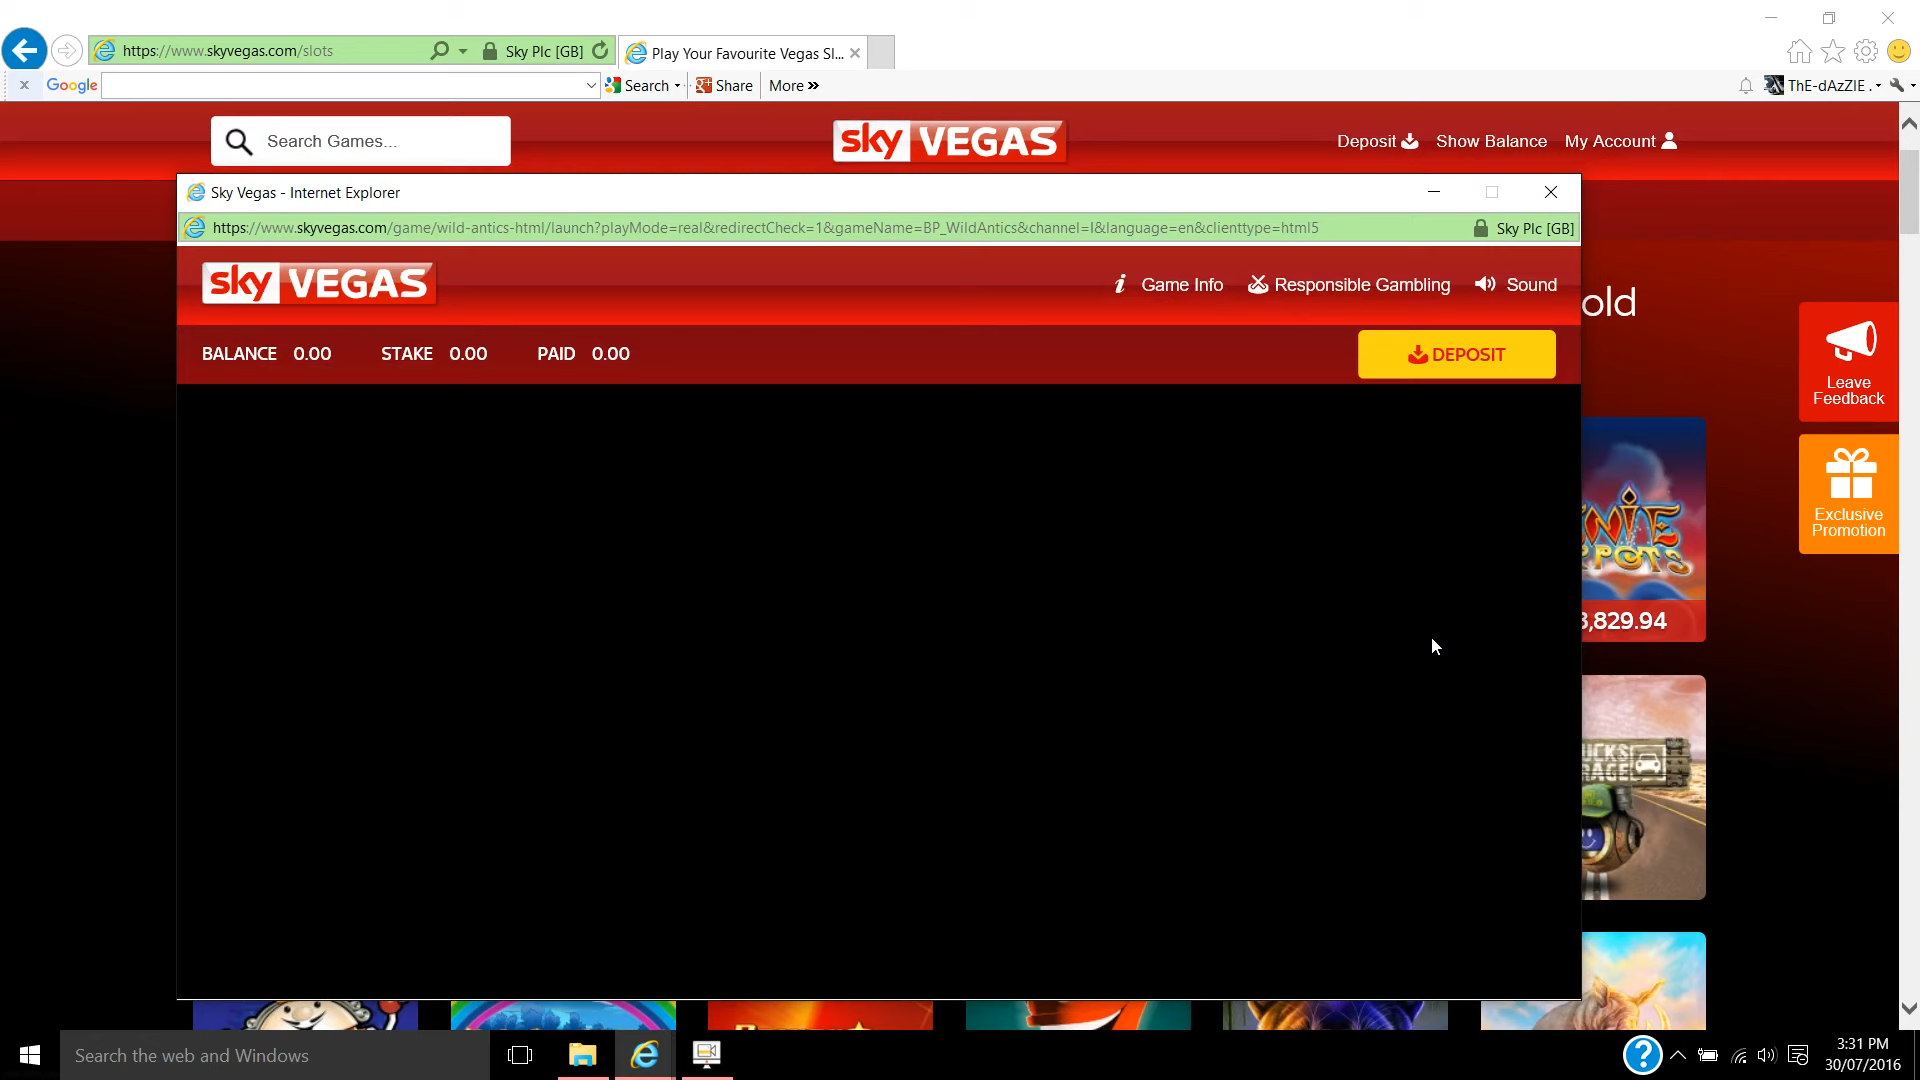 https://www.skyvegas.com/slots
Sky Plc [GB]
Play Your Favourite Vegas Sl...
x
Google
Search
Share
More »
ThE-dAzZlE .
Search Games...
sky VEGAS
Deposit
Show Balance
My Account
Sky Vegas - Internet Explorer
https://www.skyvegas.com/game/wild-antics-html/launch?playMode=real&redirectCheck=1&gameName=BP_WildAntics&channel=I&language=en&clienttype=html5
Sky Plc [GB]
sky VEGAS
i Game Info
Responsible Gambling
Sound
old
BALANCE 0.00
STAKE 0.00
PAID 0.00
DEPOSIT
Leave
Feedback
Exclusive
Promotion
NIE
POTS
3,829.94
Search the web and Windows
?
3:31 PM
30/07/2016